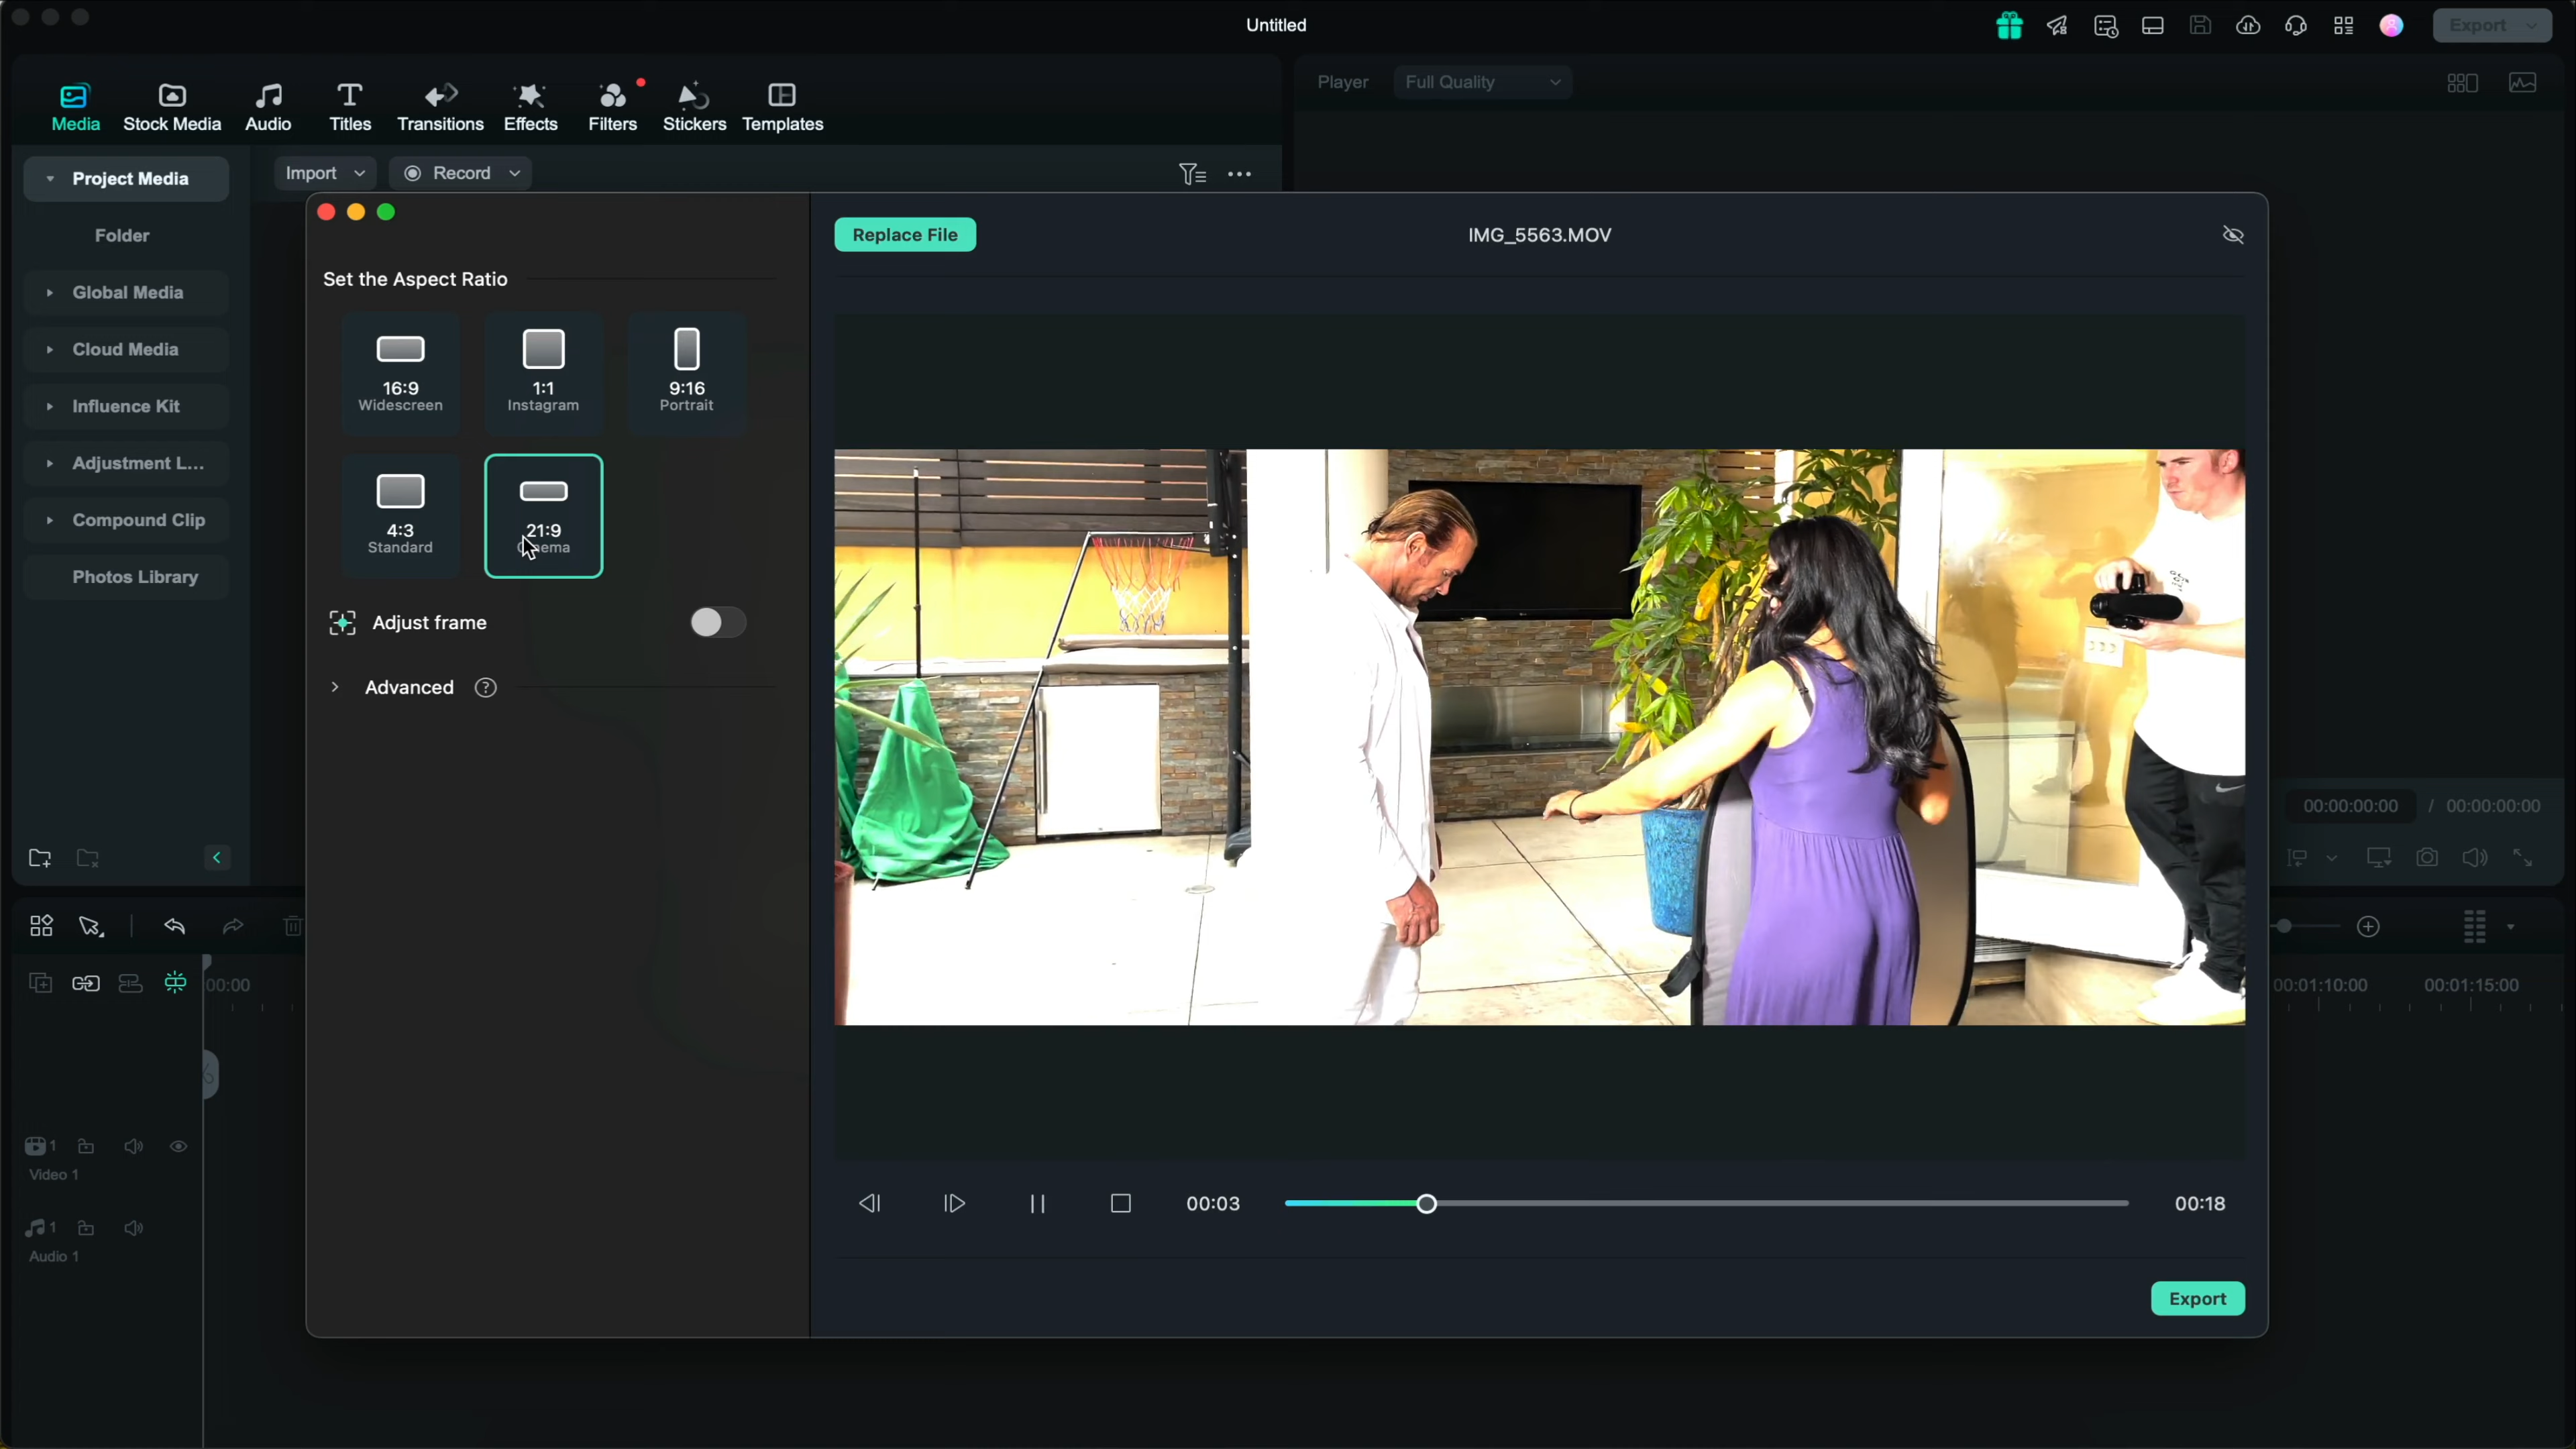 Untitled
Export
Media
Stock Media
Audio
Titles
Transitions
Effects
Filters
Stickers
Templates
Player
Full Quality
Project Media
Import
Record
Folder
Global Media
Cloud Media
Influence Kit
Adjustment L...
Compound Clip
Photos Library
Replace File
IMG_5563.MOV
Set the Aspect Ratio
16:9
Widescreen
1:1
Instagram
9:16
Portrait
4:3
Standard
21:9
Adjust frame
Advanced ?
00:03
00:18
Export
00:00:00:00 / 00:00:00:00
00:00
00:01:10:00
00:01:15:00
1
Video 1
1
Audio 1